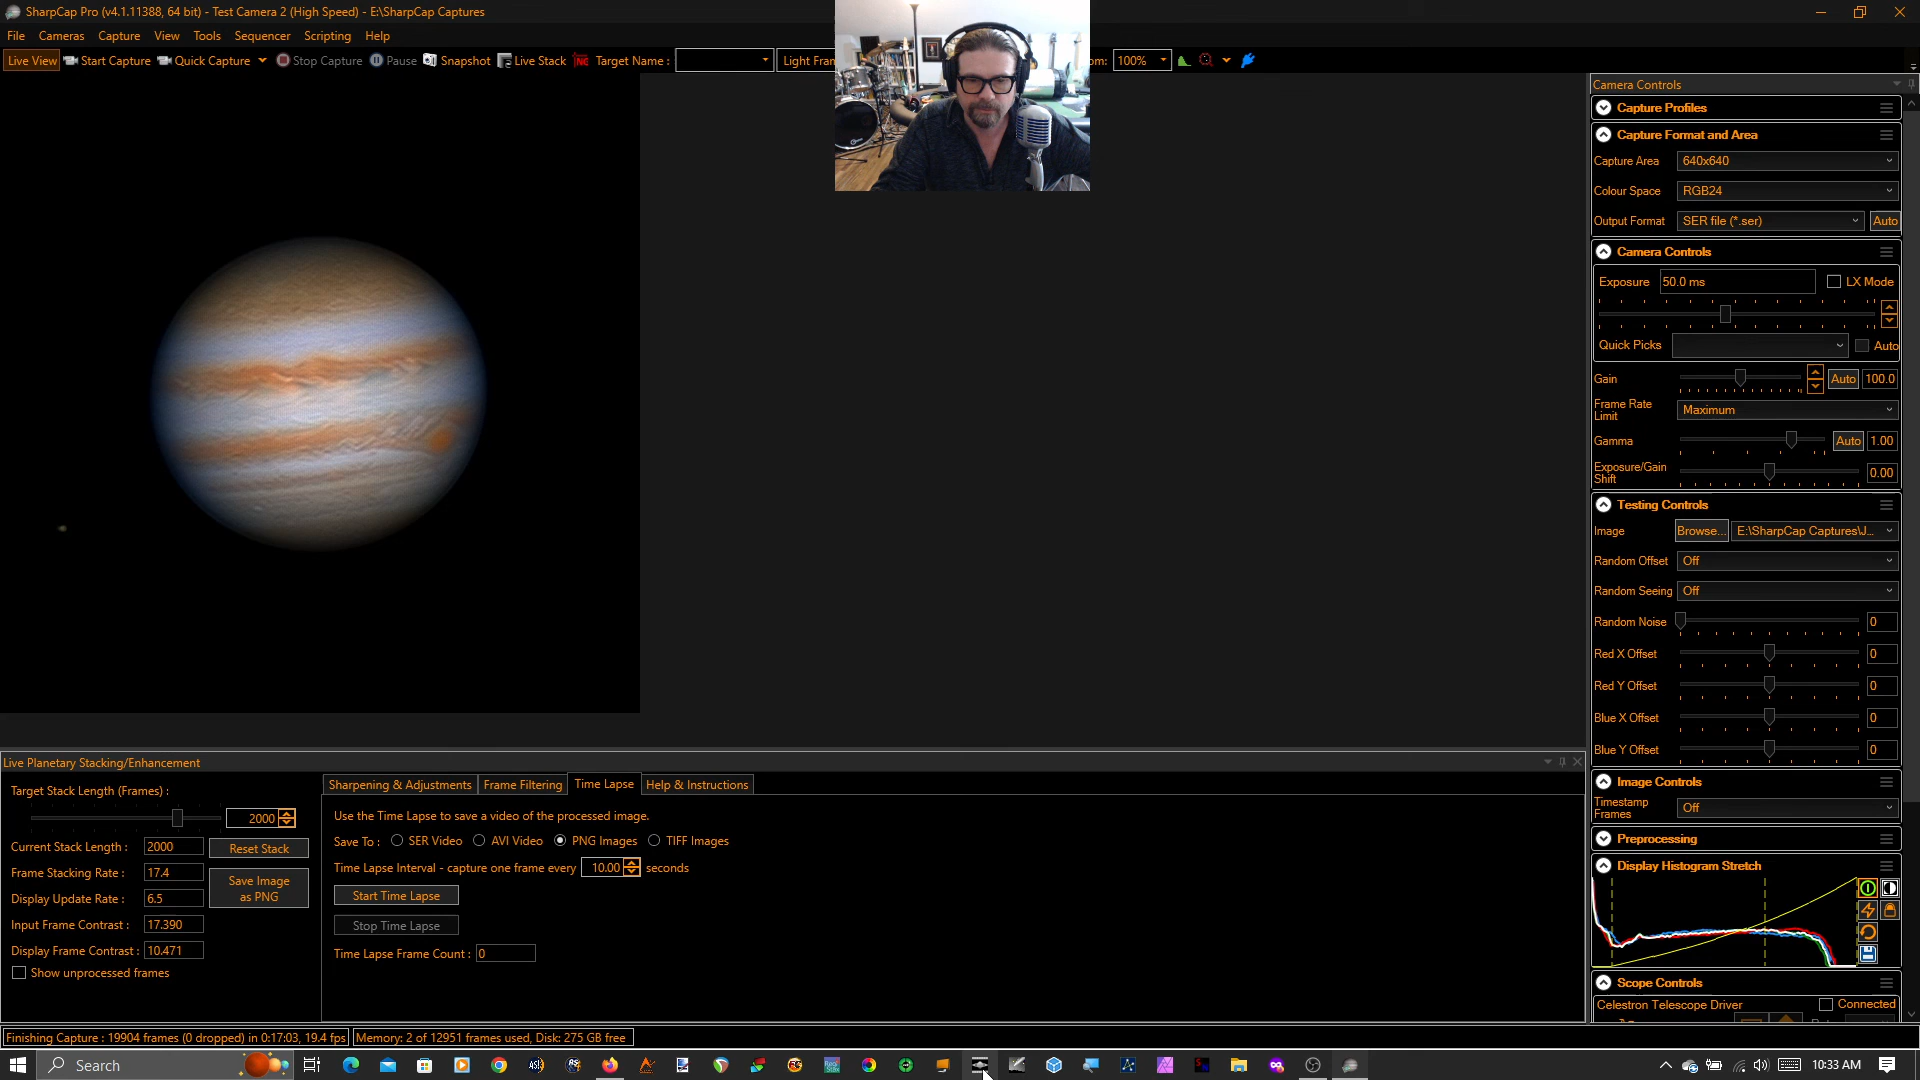 SharpCap Pro (v4.1.11388, 64 bit) - Test Camera 2 (High Speed) - E:\SharpCap Captures
File Cameras Capture View Tools Sequencer Scripting Help
Live View Start Capture Quick Capture Stop Capture Pause Snapshot Live Stack Target Name : Light Fram om: 100%
Camera Controls
Capture Profiles
Capture Format and Area
Capture Area 640x640
Colour Space RGB24
Output Format SER file (*.ser) Auto
Camera Controls
Exposure 50.0 ms LX Mode
Quick Picks Auto
Gain Auto 100.0
Frame Rate Limit Maximum
Gamma Auto 1.00
Exposure/Gain Shift 0.00
Testing Controls
Image Browse... E:\SharpCap Captures\J...
Random Offset Off
Random Seeing Off
Random Noise 0
Red X Offset 0
Red Y Offset 0
Blue X Offset 0
Blue Y Offset 0
Image Controls
Timestamp Frames Off
Preprocessing
Display Histogram Stretch
Scope Controls
Celestron Telescope Driver Connected
Live Planetary Stacking/Enhancement
Target Stack Length (Frames) :
2000
Current Stack Length : 2000 Reset Stack
Frame Stacking Rate : 17.4
Save Image as PNG
Display Update Rate : 6.5
Input Frame Contrast : 17.390
Display Frame Contrast : 10.471
Show unprocessed frames
Sharpening & Adjustments Frame Filtering Time Lapse Help & Instructions
Use the Time Lapse to save a video of the processed image.
Save To : SER Video AVI Video PNG Images TIFF Images
Time Lapse Interval - capture one frame every 10.00 seconds
Start Time Lapse
Stop Time Lapse
Time Lapse Frame Count : 0
Finishing Capture : 19904 frames (0 dropped) in 0:17:03, 19.4 fps Memory: 2 of 12951 frames used, Disk: 275 GB free
Search 10:33 AM